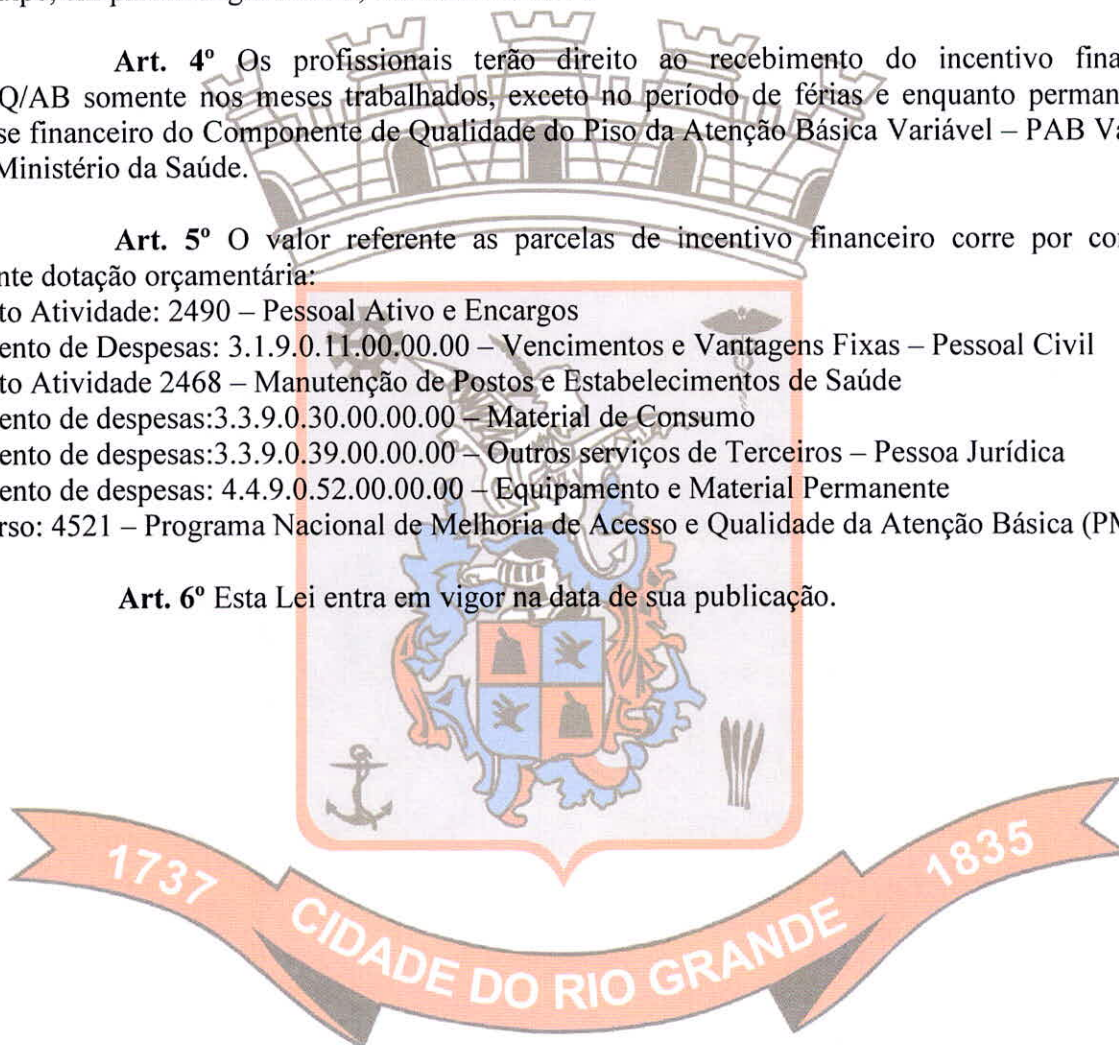 Art. 4º Os profissionais terão direito ao recebimento do incentivo fina
Q/AB somente nos meses trabalhados, exceto no período de férias e enquanto perman
se financeiro do Componente de Qualidade do Piso da Atenção Básica Variável – PAB Va
Ministério da Saúde.
Art. 5º O valor referente as parcelas de incentivo financeiro corre por co
nte dotação orçamentária:
to Atividade: 2490 – Pessoal Ativo e Encargos
ento de Despesas: 3.1.9.0.11.00.00.00 – Vencimentos e Vantagens Fixas – Pessoal Civil
to Atividade 2468 – Manutenção de Postos e Estabelecimentos de Saúde
ento de despesas:3.3.9.0.30.00.00.00 – Material de Consumo
ento de despesas:3.3.9.0.39.00.00.00 – Outros serviços de Terceiros – Pessoa Jurídica
ento de despesas: 4.4.9.0.52.00.00.00 – Equipamento e Material Permanente
rso: 4521 – Programa Nacional de Melhoria de Acesso e Qualidade da Atenção Básica (PM
Art. 6º Esta Lei entra em vigor na data de sua publicação.
1737 CIDADE DO RIO GRANDE 1835